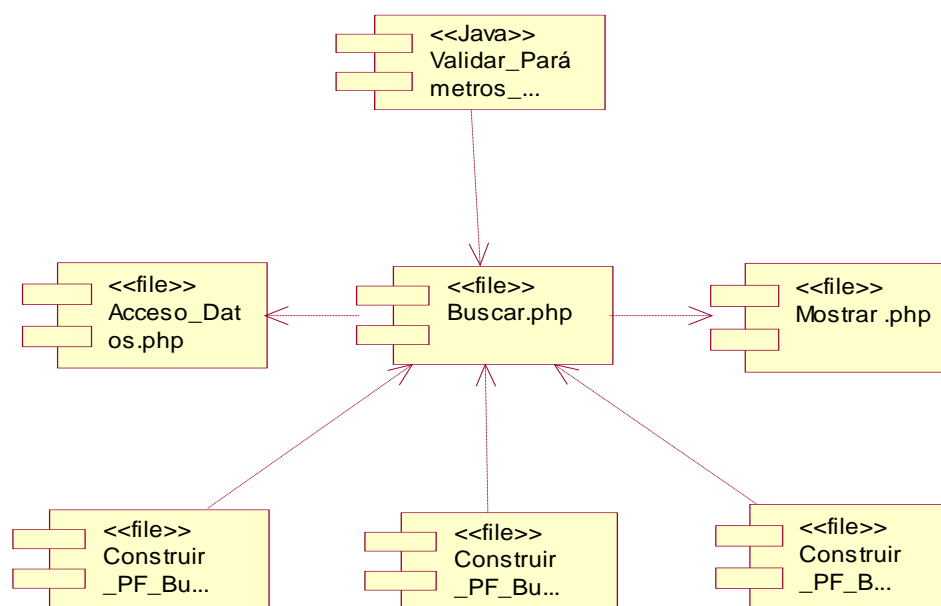 <<Java>>
Validar_Pará
metros_...
<<file>>
Acceso_Dat
os.php
<<file>>
Buscar.php
<<file>>
Mostrar .php
<<file>>
Construir
_PF_Bu...
<<file>>
Construir
_PF_Bu...
<<file>>
Construir
_PF_B...